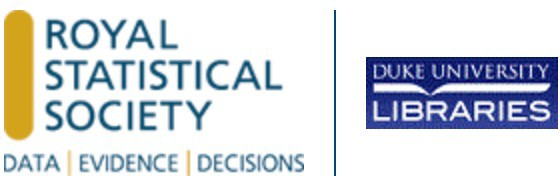 ROYAL
STATISTICAL
SOCIETY
DATA | EVIDENCE | DECISIONS
DUKE UNIVERSITY
LIBRARIES